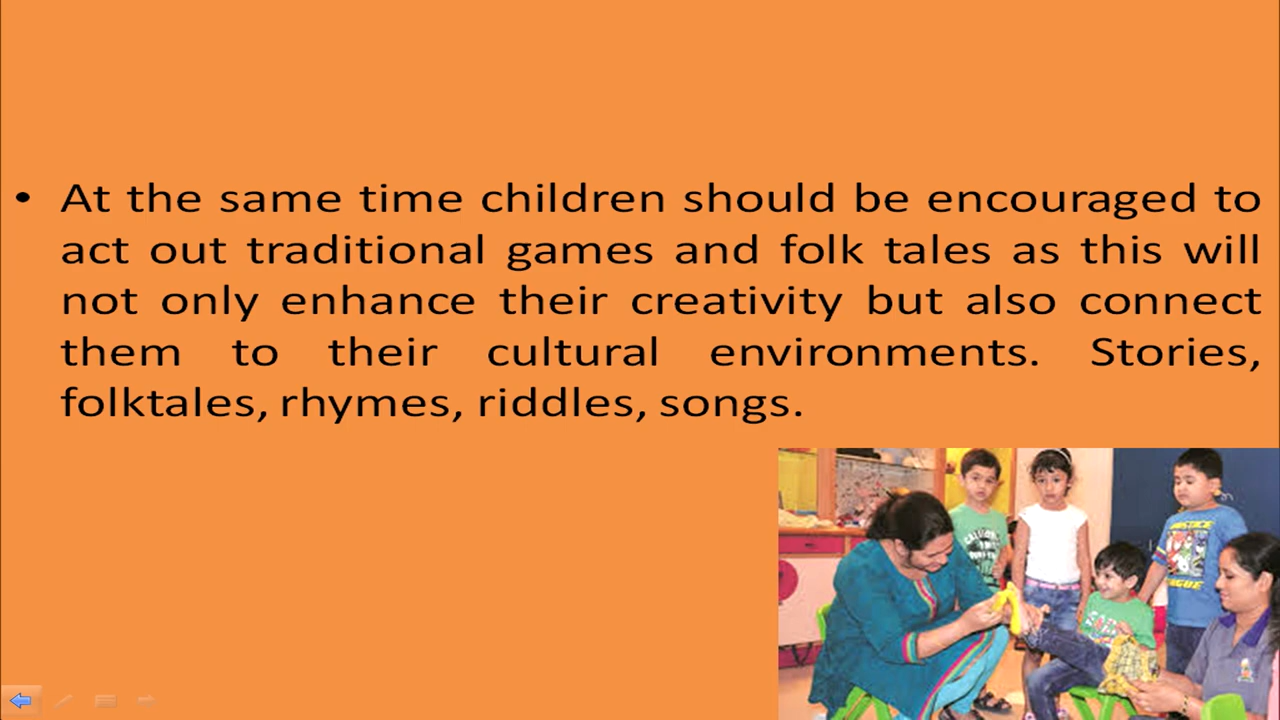 • At the same time children should be encouraged to
act out traditional games and folk tales as this will
not only enhance their creativity but also connect
them to their cultural environments. Stories,
folktales, rhymes, riddles, songs.